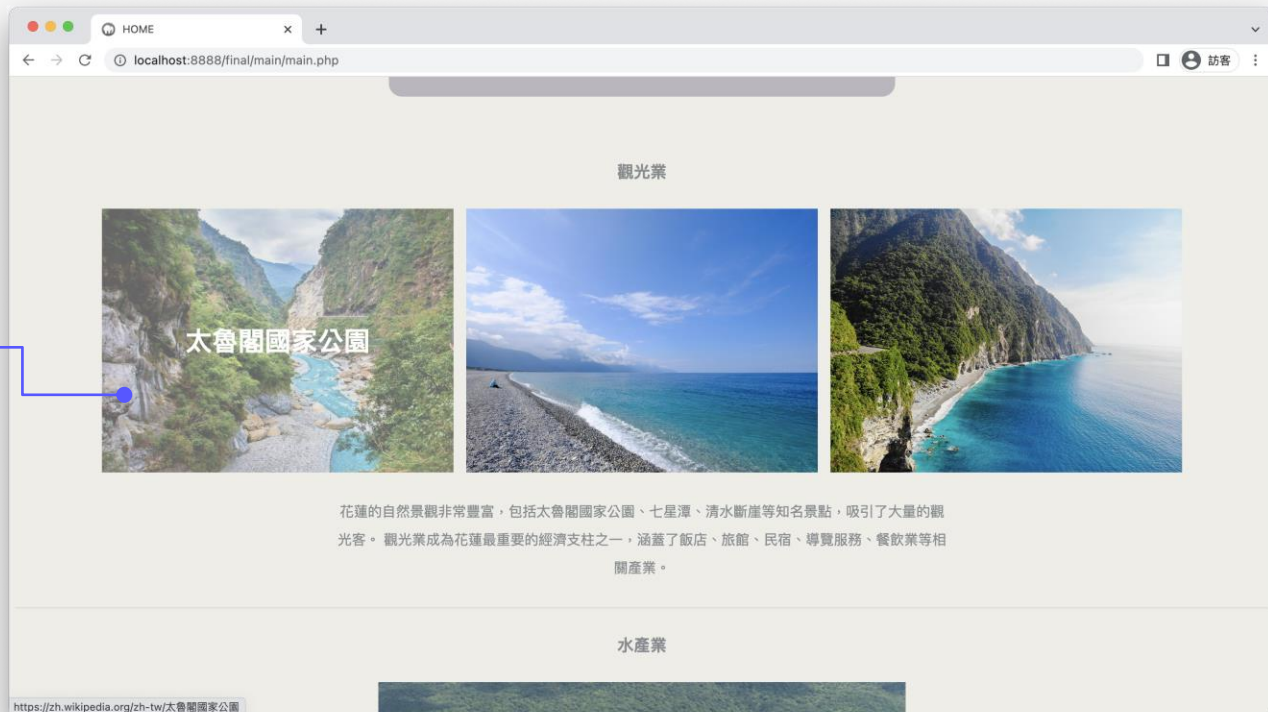 HOME
localhost:8888/final/main/main.php
訪客
觀光業
太魯閣國家公園
花蓮的自然景觀非常豐富，包括太魯閣國家公園、七星潭、清水斷崖等知名景點，吸引了大量的觀
光客。 觀光業成為花蓮最重要的經濟支柱之一，涵蓋了飯店、旅館、民宿、導覽服務、餐飲業等相
關產業。
水產業
https://zh.wikipedia.org/zh-tw/太魯閣國家公園